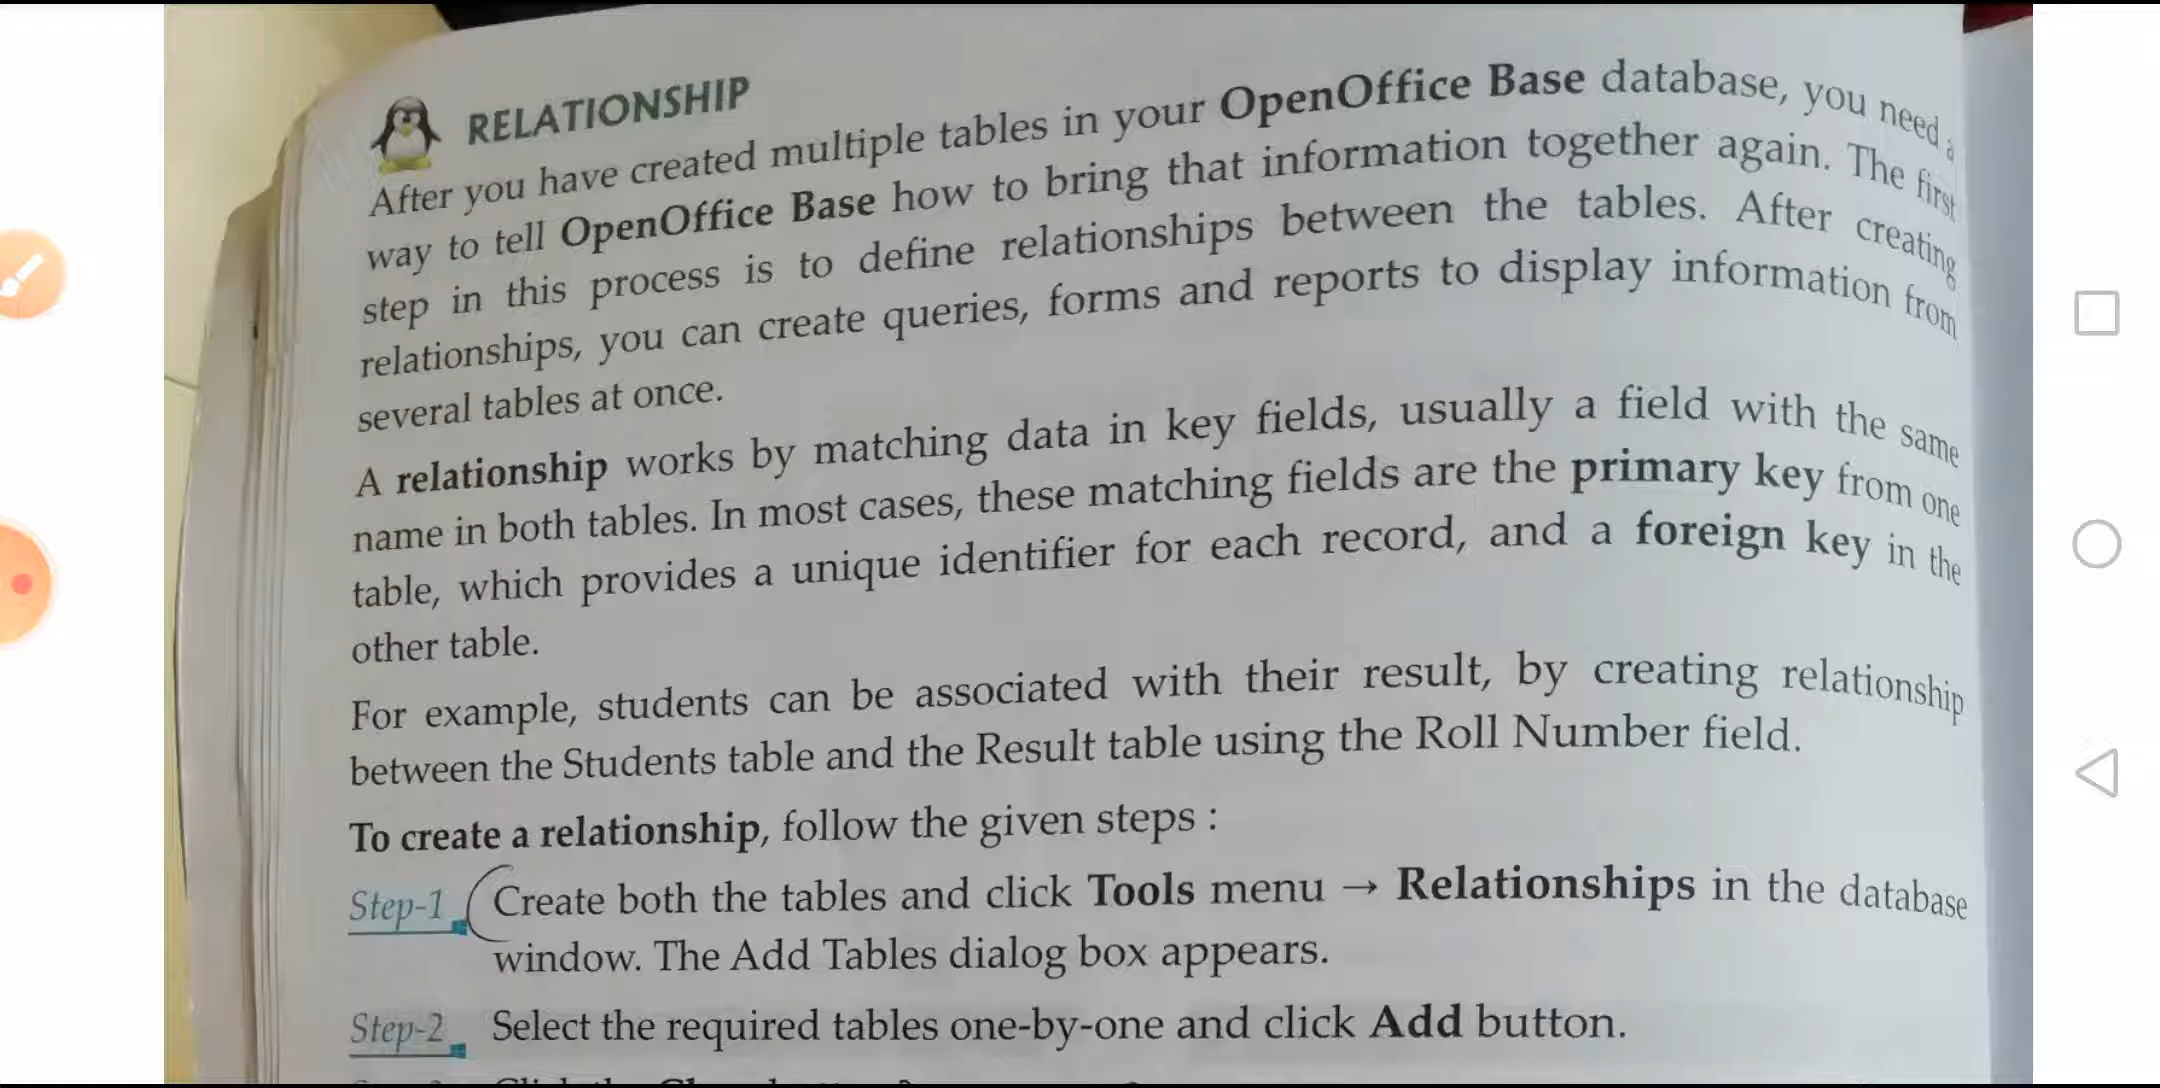 RELATIONSHIP
After you have created multiple tables in your OpenOffice Base database, you need a
way to tell OpenOffice Base how to bring that information together again. The first
step in this process is to define relationships between the tables. After creating
relationships, you can create queries, forms and reports to display information from
several tables at once.
A relationship works by matching data in key fields, usually a field with the same
name in both tables. In most cases, these matching fields are the primary key from one
table, which provides a unique identifier for each record, and a foreign key in the
other table.
For example, students can be associated with their result, by creating relationship
between the Students table and the Result table using the Roll Number field.
To create a relationship, follow the given steps :
Step-1 Create both the tables and click Tools menu → Relationships in the database
window. The Add Tables dialog box appears.
Step-2 Select the required tables one-by-one and click Add button.